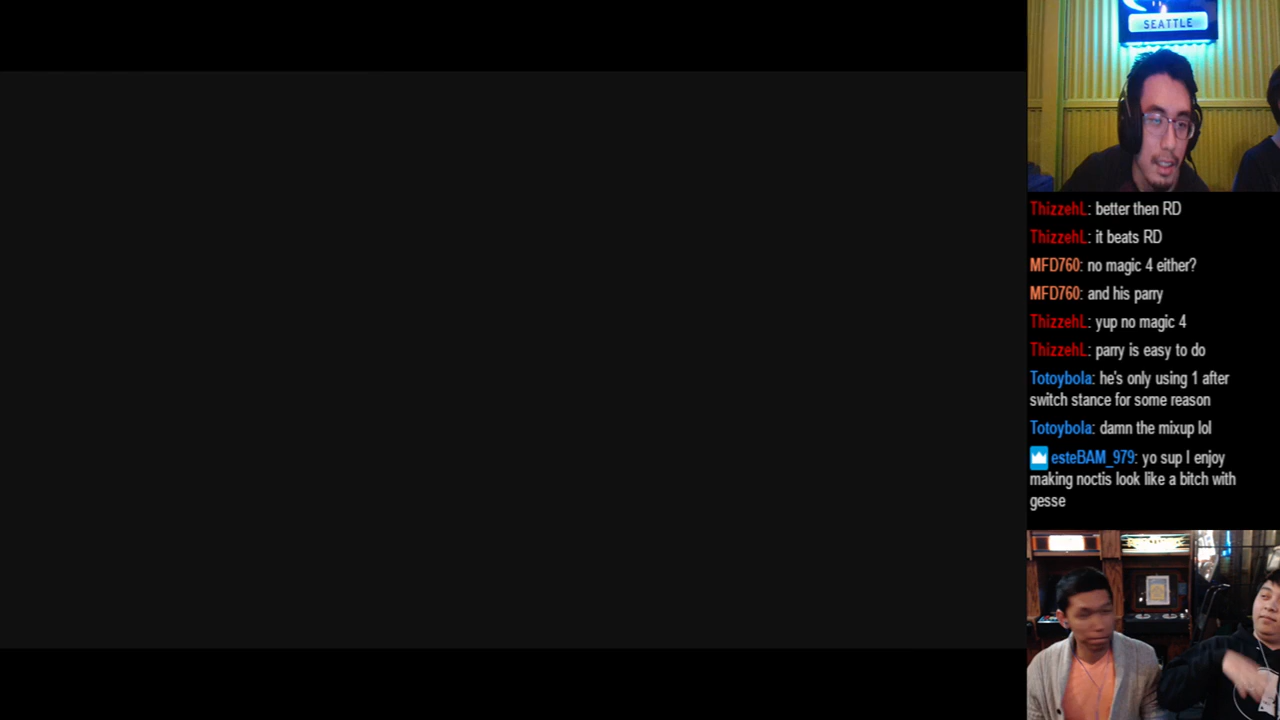 SEATTLE
ThizzehL: better then RD
ThizzehL: it beats RD
MFD760: no magic 4 either?
MFD760: and his parry
ThizzehL: yup no magic 4
ThizzehL: parry is easy to do
Totoybola: he's only using 1 after
switch stance for some reason
Totoybola: damn the mixup lol
esteBAM_979: yo sup I enjoy
making noctis look like a bitch with
gesse